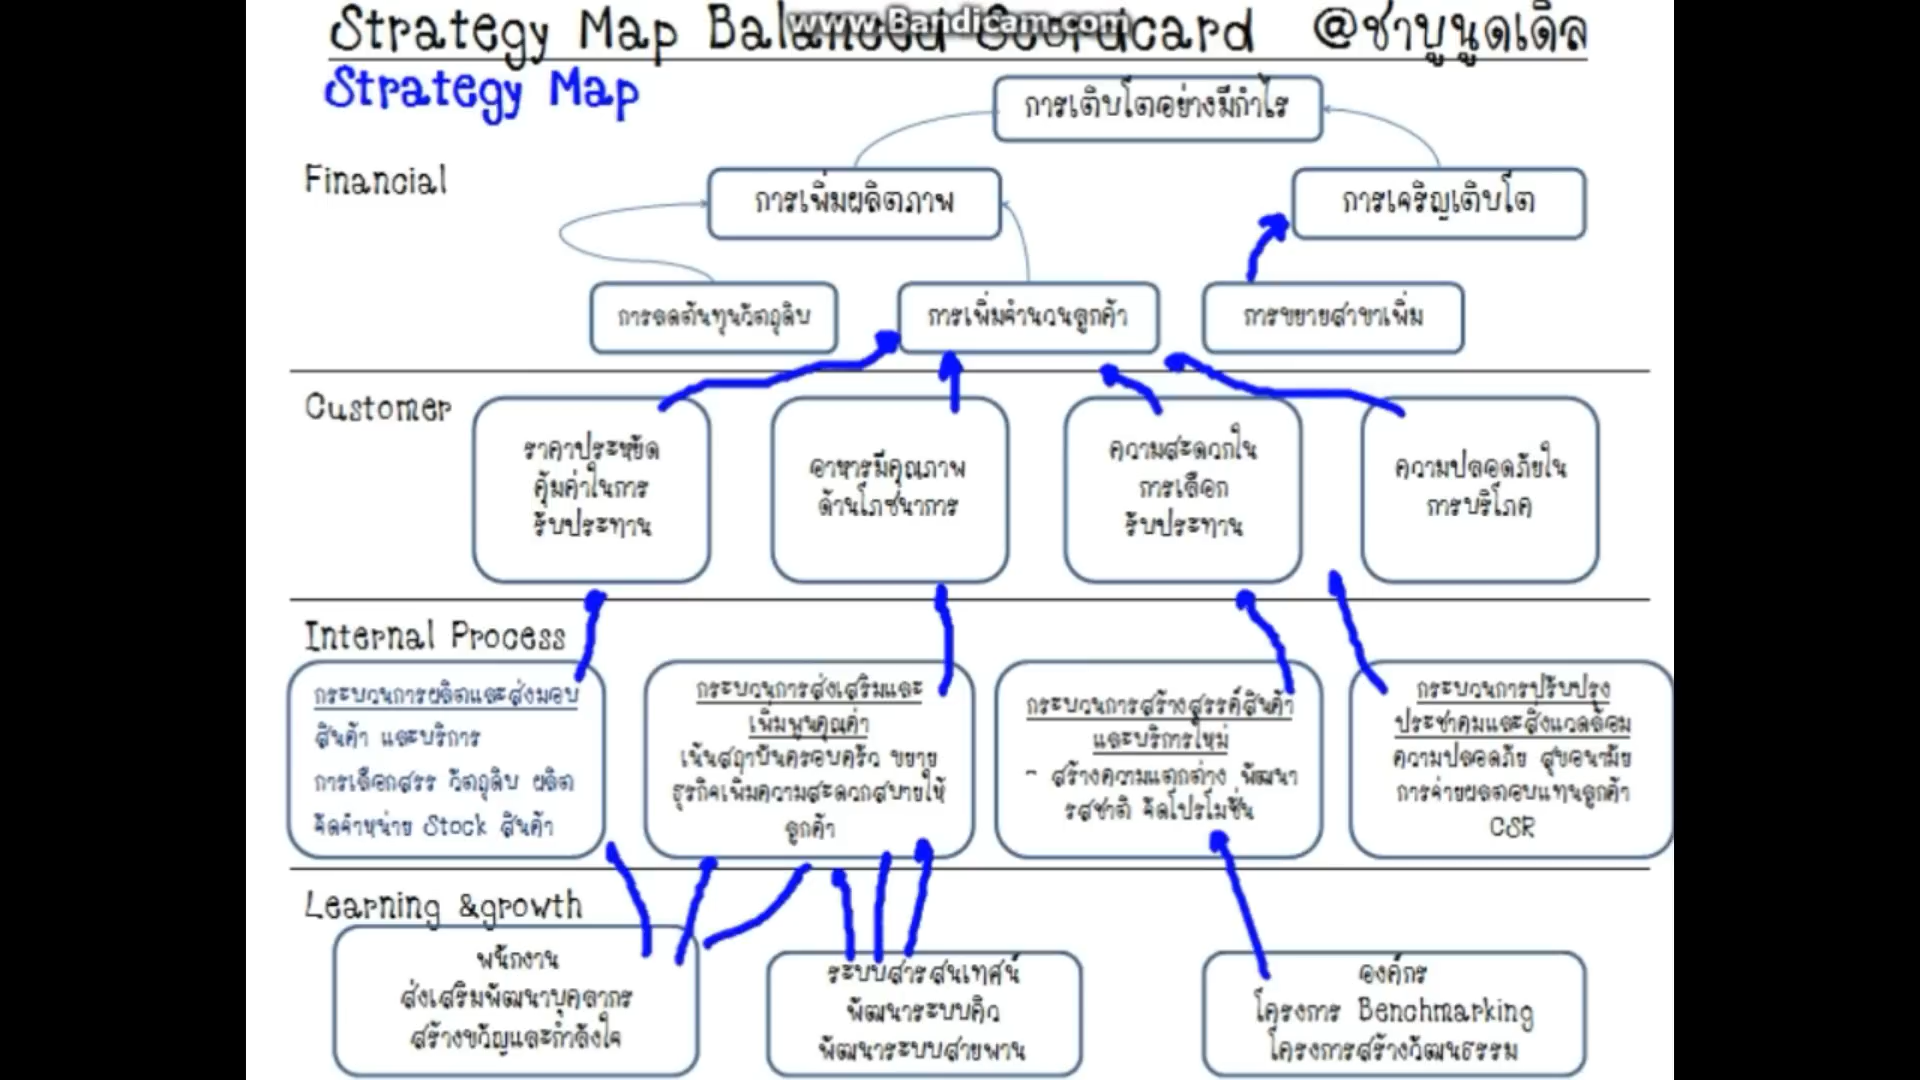 Strategy Map Balanced Scordcard @ชาบูนูดเดิ้ล
www.Bandicam.com
Strategy Map
การเติบโตอย่างมีกำไร
Financial
การเพิ่มผลิตภาพ
การเจริญเติบโต
การลดต้นทุนวัตถุดิบ
การเพิ่มจำนวนลูกค้า
การขยายสาขาเพิ่ม
Customer
ราคาประหยัด
คุ้มค่าในการ
รับประทาน
อาหารมีคุณภาพ
ด้านโภชนาการ
ความสะดวกใน
การเลือก
รับประทาน
ความปลอดภัยใน
การบริโภค
Internal Process
กระบวนการผลิตและส่งมอบ
สินค้า และบริการ
การเลือกสรร วัตถุดิบ ผลิต
จัดจำหน่าย Stock สินค้า
กระบวนการส่งเสริมและ
เพิ่มพูนคุณค่า
เน้นสถาบันครอบครัว ขยาย
ธุรกิจเพิ่มความสะดวกสบายให้
ลูกค้า
กระบวนการสร้างสรรค์สินค้า
และบริการใหม่
- สร้างความแตกต่าง พัฒนา
รสชาติ จัดโปรโมชั่น
กระบวนการปรับปรุง
ประชาคมและสิ่งแวดล้อม
ความปลอดภัย สุขอนามัย
การจ่ายผลตอบแทนลูกค้า
CSR
Learning &growth
พนักงาน
ส่งเสริมพัฒนาบุคลากร
สร้างขวัญและกำลังใจ
ระบบสารสนเทศน์
พัฒนาระบบคิว
พัฒนาระบบสายพาน
องค์กร
โครงการ Benchmarking
โครงการสร้างวัฒนธรรม